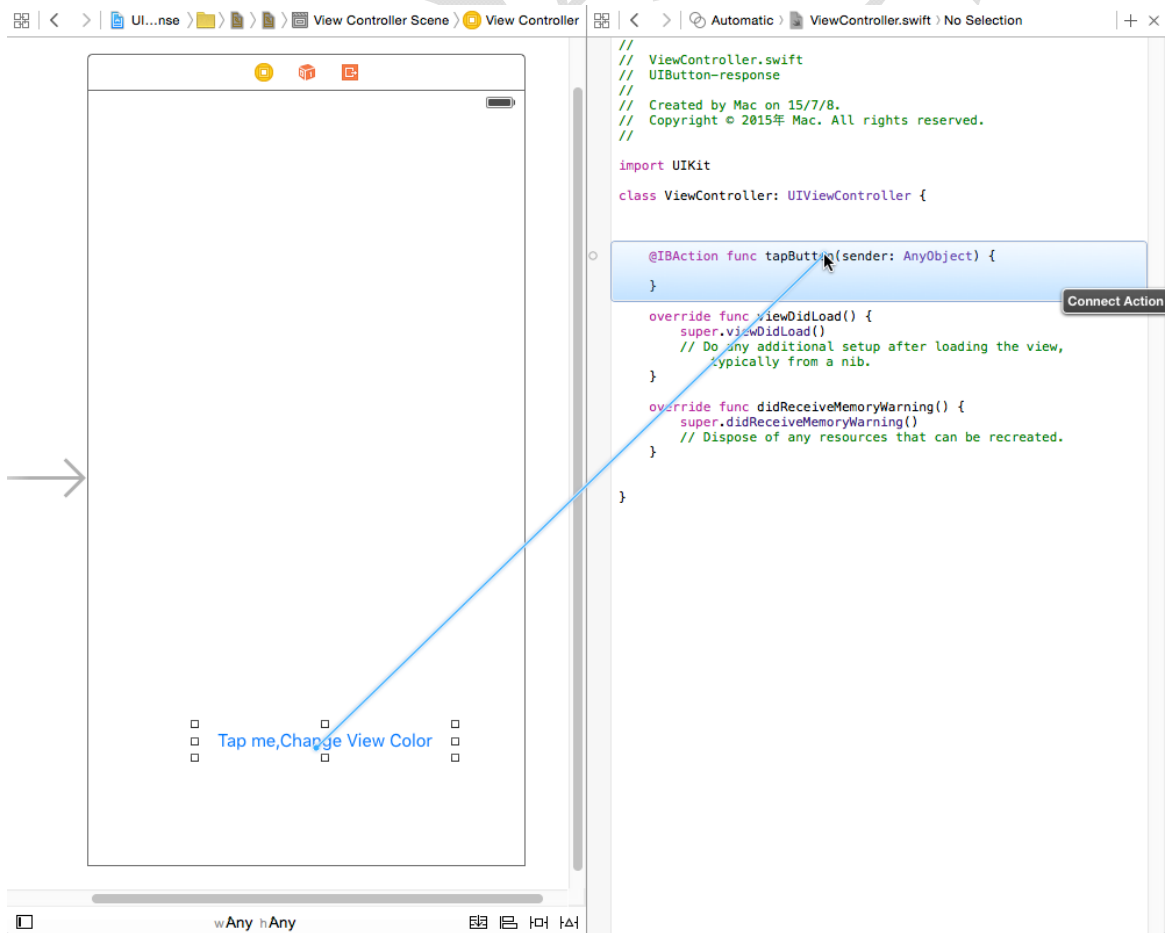 Ul...nse View Controller Scene View Controller
Automatic ViewController.swift No Selection
//
// ViewController.swift
// UIButton-response
//
// Created by Mac on 15/7/8.
// Copyright © 2015年 Mac. All rights reserved.
//
import UIKit
class ViewController: UIViewController {
@IBAction func tapButton(sender: AnyObject) {
}
Connect Action
override func viewDidLoad() {
super.viewDidLoad()
// Do any additional setup after loading the view,
typically from a nib.
}
override func didReceiveMemoryWarning() {
super.didReceiveMemoryWarning()
// Dispose of any resources that can be recreated.
}
}
Tap me,Change View Color
wAny hAny